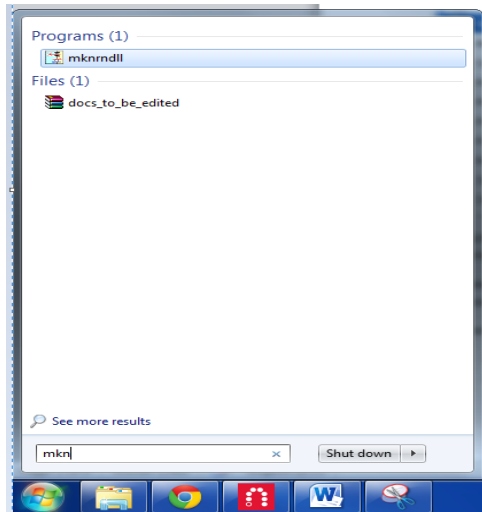 Programs (1)
mknrndll
Files (1)
docs_to_be_edited
See more results
mkn
Shut down
W